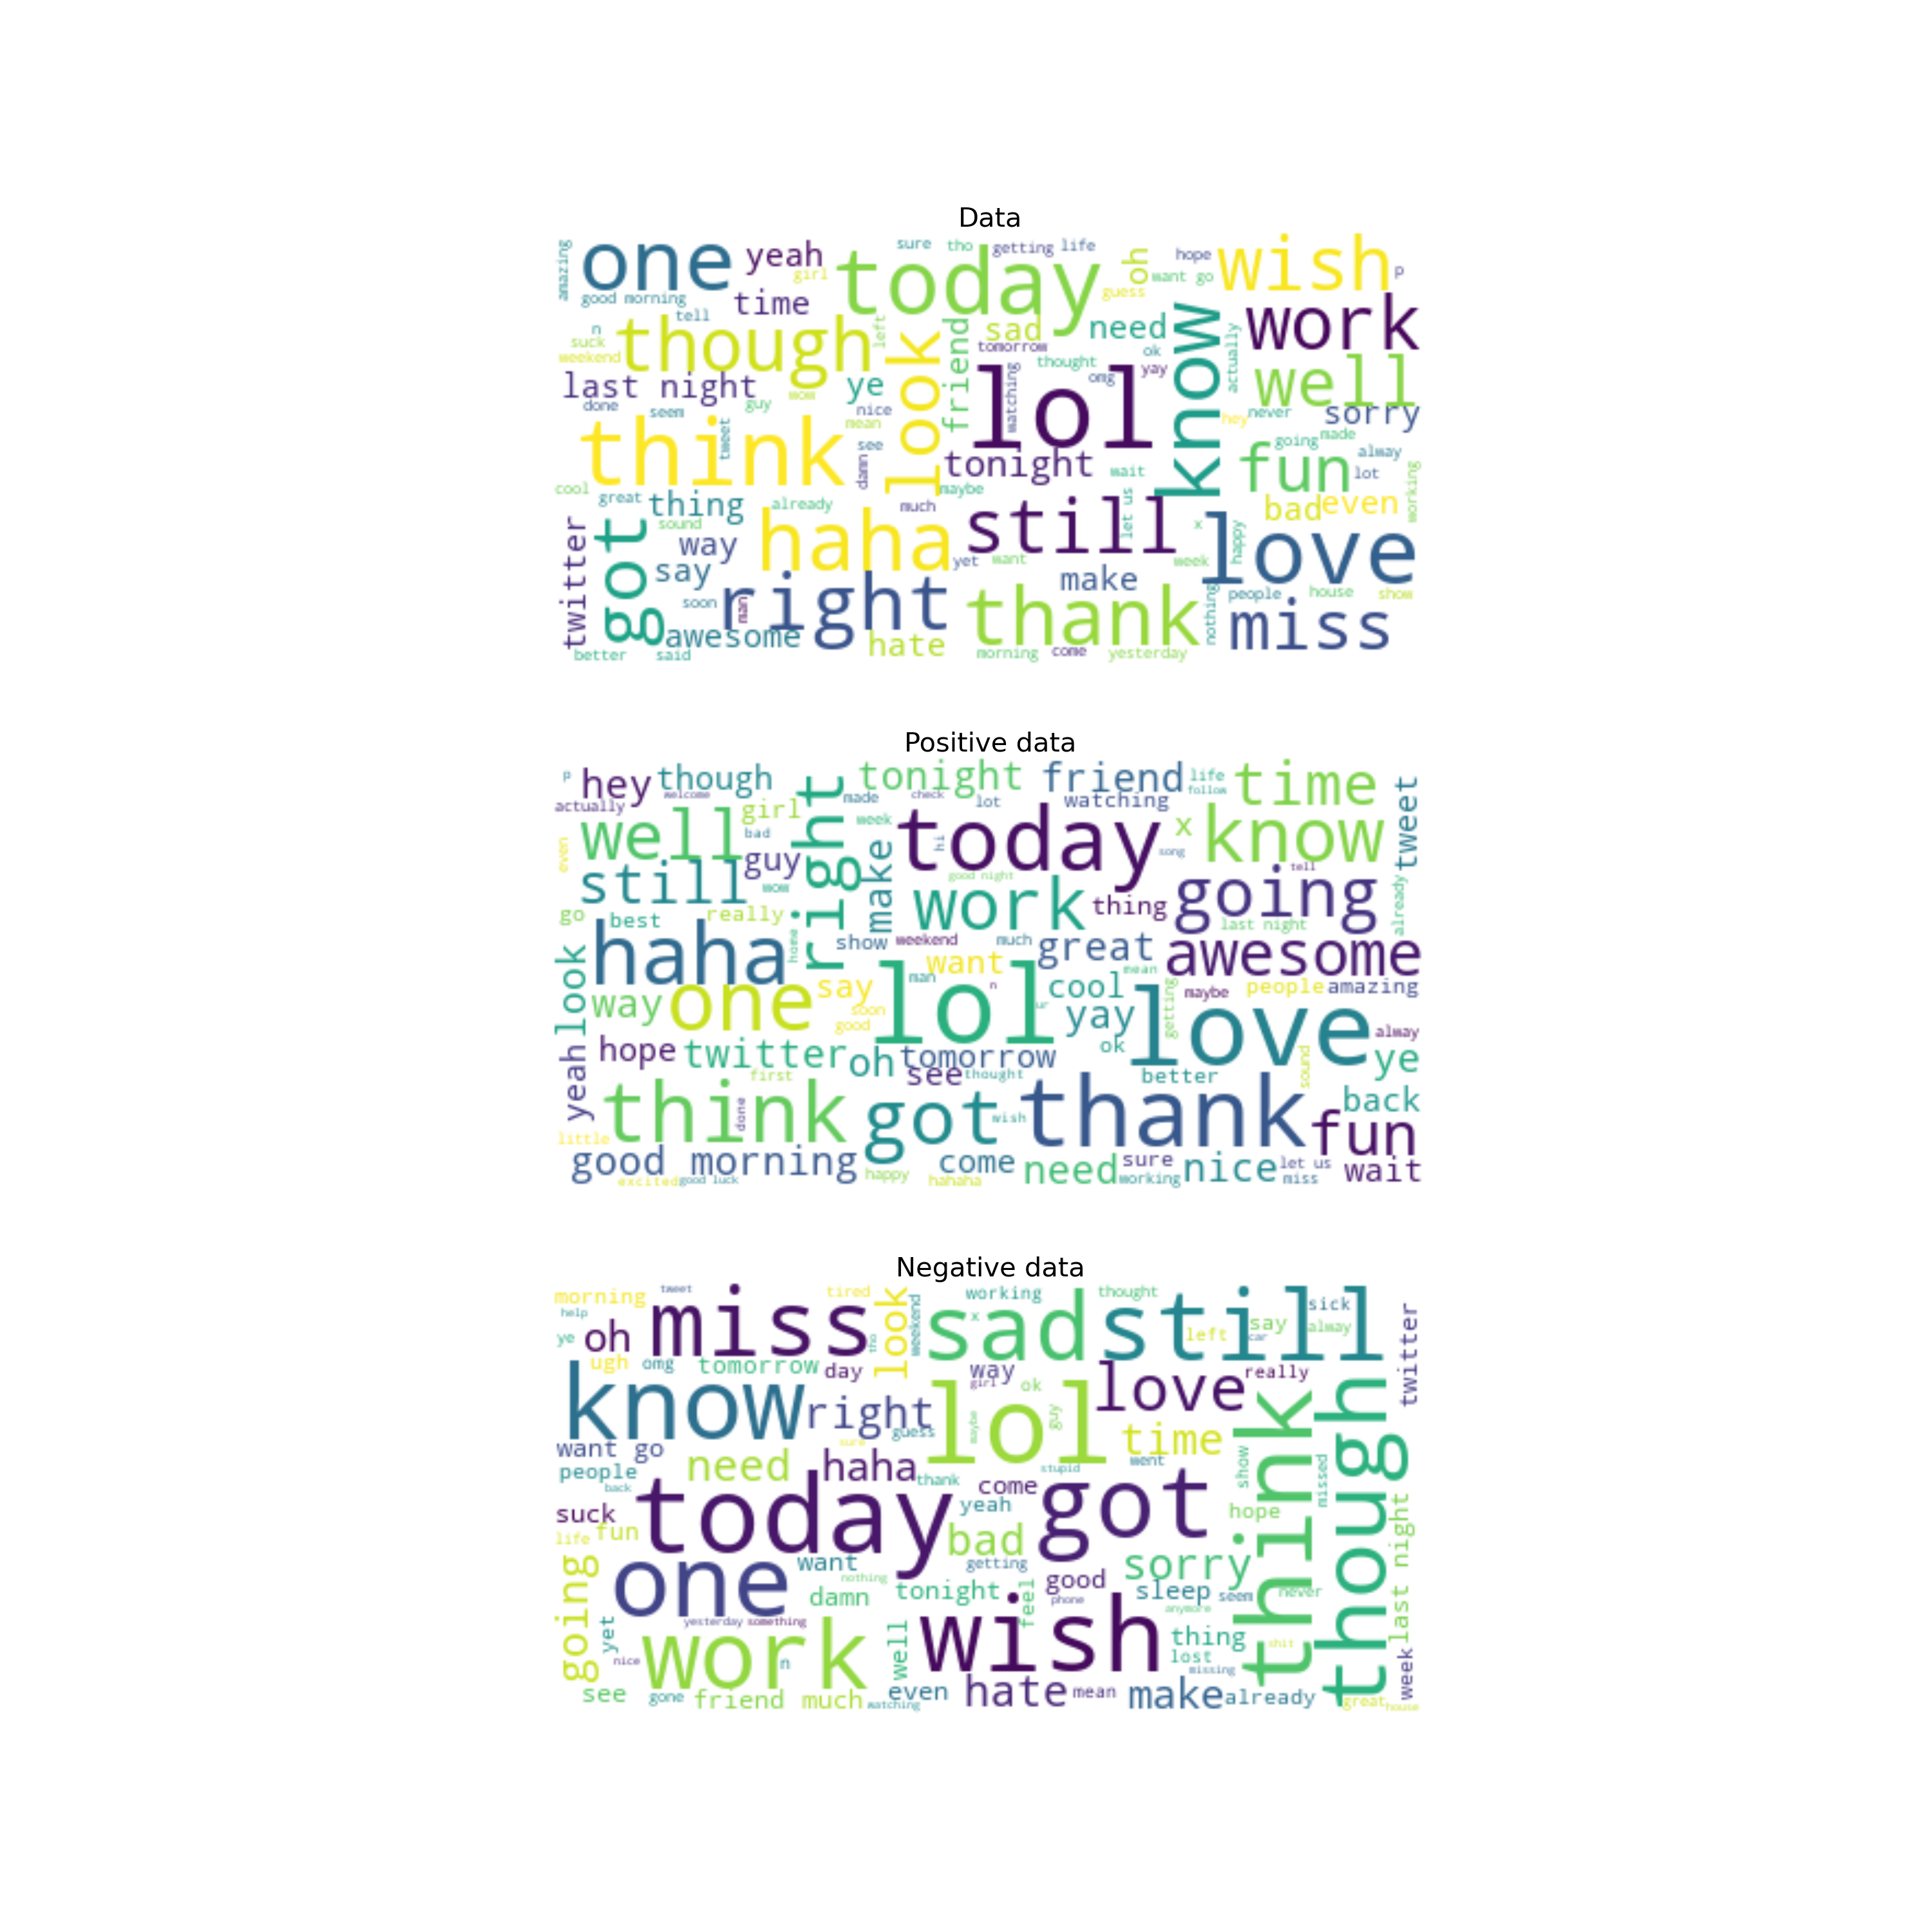 Data
amazing one yeah girl today sure tho getting life oh hope want go wish p
good morning time guess work
n tell though left look friend sad need know actually
suck tomorrow thought ok yay well
weekend
last night ye wow lol watching omg sorry
done seem guy nice mean hey never
think tweet see damn tonight wait going made fun alway lot working
cool great thing already maybe much still let us bad even
twitter got sound way haha yet want x week happy love
say soon man right make people house show
awesome hate thank nothing miss
better said morning come yesterday
Positive data
p hey though right tonight friend life follow time tweet
actually welcome girl made check lot watching
even well bad week today hi song x know
still guy wow make good night tell going already
go best really work thing last night
look haha home show weekend much great awesome
way one say want man n lol ur cool mean maybe people amazing
soon good yay getting love alway
yeah hope twitter oh tomorrow ok ye
first see thought better sound back
little think done got wish thank fun
good morning come need sure nice let us wait
excited good luck happy hahaha working miss
Negative data
morning tweet miss tired look weekend working thought sad x still sick twitter
help ye oh tho left say car alway
ugh omg tomorrow day way girl ok love really
know right guess lol maybe guy time think though
want go need sure haha thank stupid went show missed
people back come
suck today yeah got hope last night
life fun bad sorry
going one want nothing getting good sleep seem never
damn tonight feel phone anymore
yet yesterday something work n well wish thing shit
nice lost missing week
see gone friend much even watching hate mean make already great house